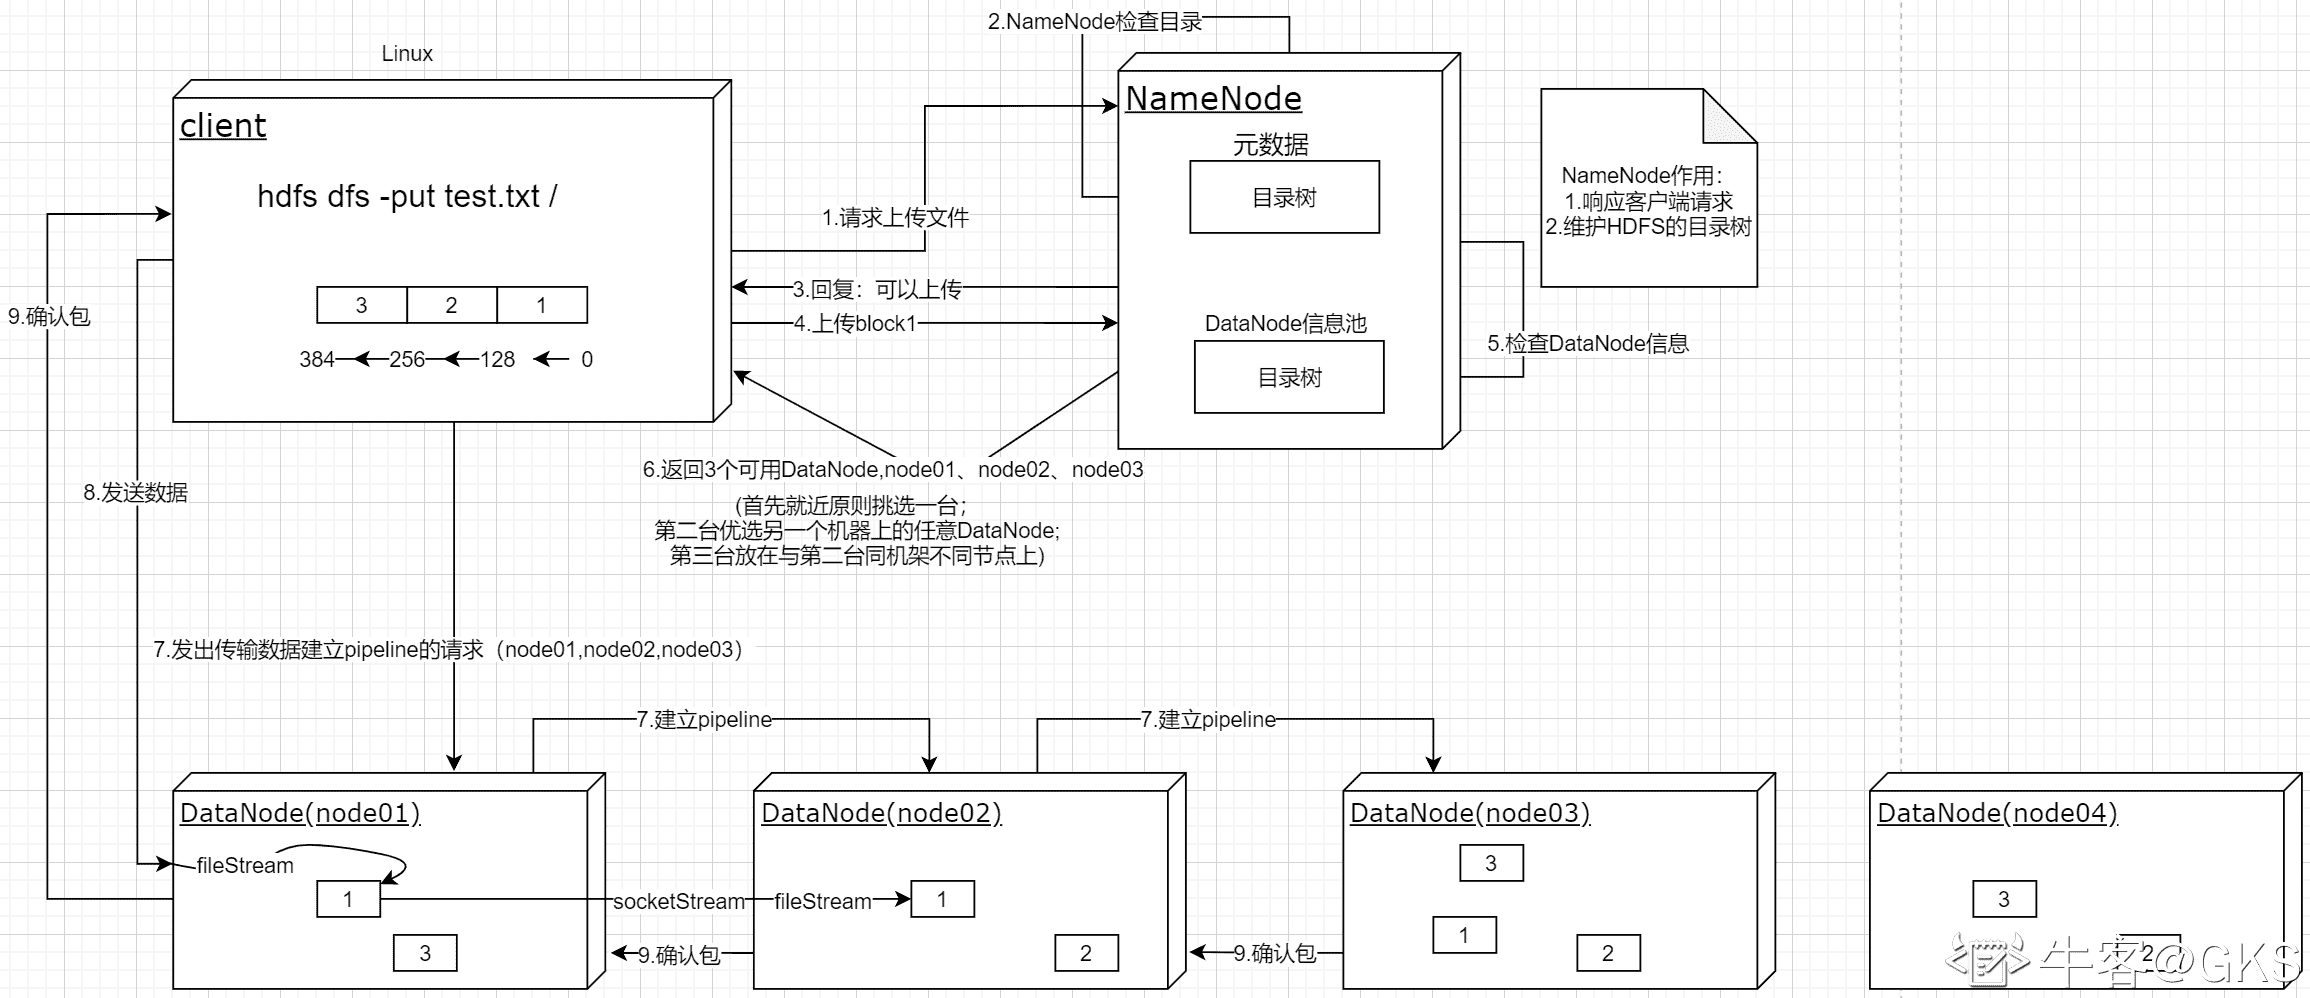 2.NameNode检查目录
Linux
client
hdfs dfs -put test.txt /
3 2 1
384 256 128 0
NameNode
元数据
目录树
DataNode信息池
目录树
NameNode作用：
1.响应客户端请求
2.维护HDFS的目录树
1.请求上传文件
3.回复：可以上传
4.上传block1
5.检查DataNode信息
9.确认包
8.发送数据
6.返回3个可用DataNode,node01、node02、node03
(首先就近原则挑选一台；
第二台优选另一个机器上的任意DataNode;
第三台放在与第二台同机架不同节点上)
7.发出传输数据建立pipeline的请求（node01,node02,node03）
7.建立pipeline
7.建立pipeline
DataNode(node01)
fileStream
1
3
socketStream
9.确认包
DataNode(node02)
fileStream
1
2
9.确认包
DataNode(node03)
3
1
2
DataNode(node04)
3
2
牛客@GKS